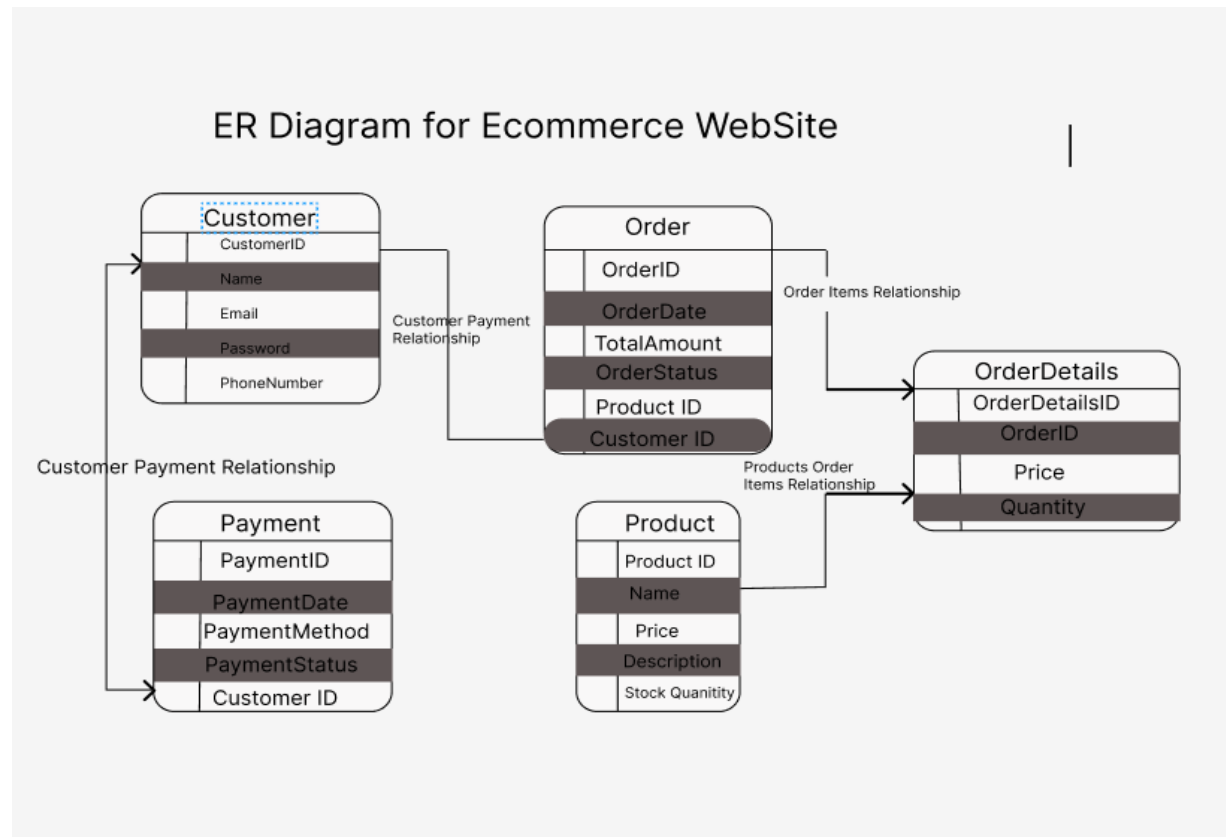 ER Diagram for Ecommerce WebSite
Customer
CustomerID
Name
Email
Password
PhoneNumber
Customer Payment
Relationship
Order
OrderID
OrderDate
TotalAmount
OrderStatus
Product ID
Customer ID
Order Items Relationship
OrderDetails
OrderDetailsID
OrderID
Price
Quantity
Customer Payment Relationship
Products Order
Items Relationship
Payment
PaymentID
PaymentDate
PaymentMethod
PaymentStatus
Customer ID
Product
Product ID
Name
Price
Description
Stock Quanitity